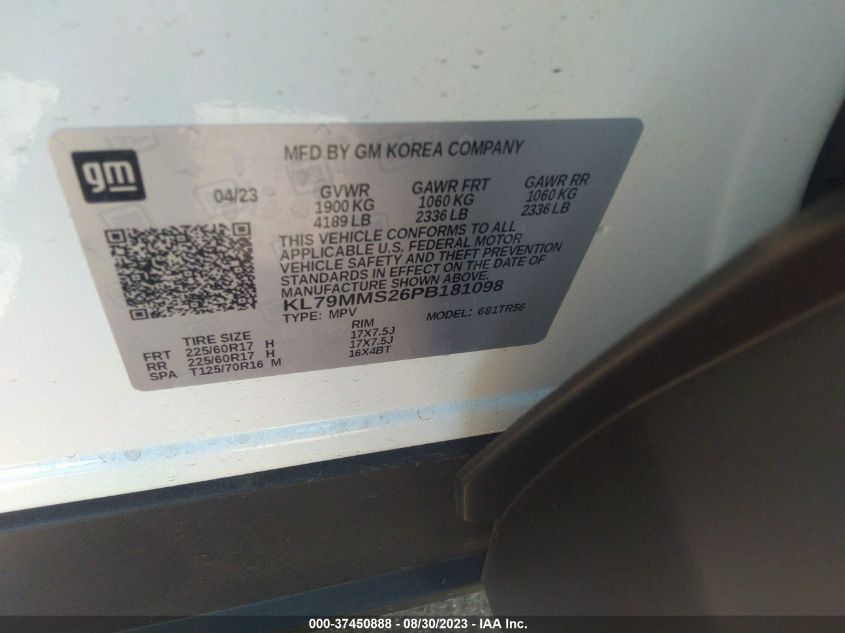 gm
MFD BY GM KOREA COMPANY
04/23
GVWR
1900 KG
4189 LB
GAWR FRT
1060 KG
2336 LB
GAWR RR
1060 KG
2336 LB
THIS VEHICLE CONFORMS TO ALL
APPLICABLE U.S. FEDERAL MOTOR
VEHICLE SAFETY AND THEFT PREVENTION
STANDARDS IN EFFECT ON THE DATE OF
MANUFACTURE SHOWN ABOVE.
KL79MMS26PB181098
TYPE: MPV MODEL: 681TR56
TIRE SIZE RIM
FRT 225/60R17 H 17X7.5J
RR 225/60R17 H 17X7.5J
SPA T125/70R16 M 16X4BT
000-37450888 - 08/30/2023 - IAA Inc.